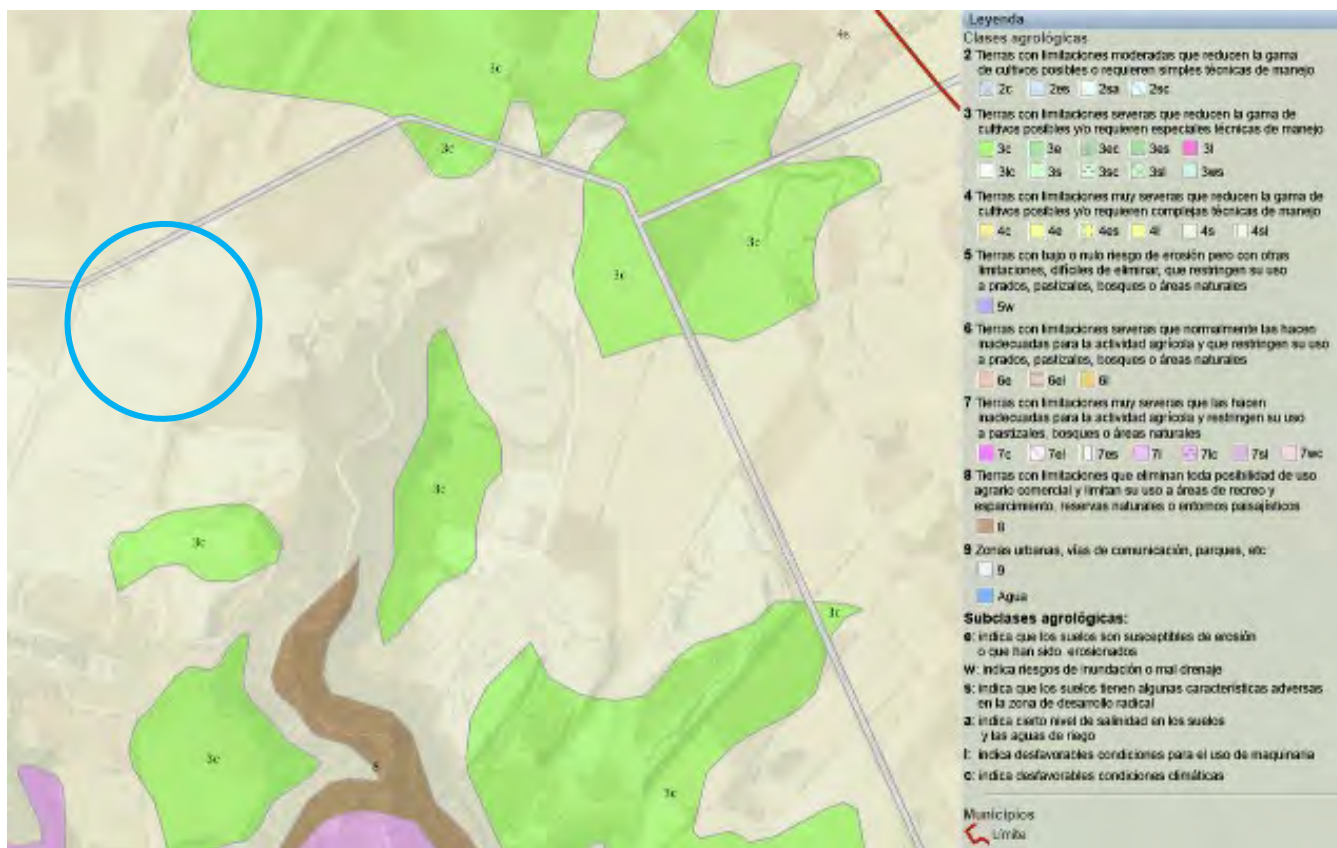 3c
4s
3c
3c
3c
3c
3c
3c
3c
8
3c
Leyenda
Clases agrológicas
2 Tierras con limitaciones moderadas que reducen la gama
de cultivos posibles o requieren simples técnicas de manejo
2c 2es 2sa 2sc
3 Tierras con limitaciones severas que reducen la gama de
cultivos posibles y/o requieren especiales técnicas de manejo
3c 3e 3ec 3es 3l
3lc 3s 3sc 3sl 3ws
4 Tierras con limitaciones muy severas que reducen la gama de
cultivos posibles y/o requieren complejas técnicas de manejo
4c 4e 4es 4l 4s 4sl
5 Tierras con bajo o nulo riesgo de erosión pero con otras
limitaciones, difíciles de eliminar, que restringen su uso
a prados, pastizales, bosques o áreas naturales
5w
6 Tierras con limitaciones severas que normalmente las hacen
inadecuadas para la actividad agrícola y que restringen su uso
a prados, pastizales, bosques o áreas naturales
6e 6el 6l
7 Tierras con limitaciones muy severas que las hacen
inadecuadas para la actividad agrícola y restringen su uso
a pastizales, bosques o áreas naturales
7c 7el 7es 7l 7lc 7sl 7wc
8 Tierras con limitaciones que eliminan toda posibilidad de uso
agrario comercial y limitan su uso a áreas de recreo y
esparcimiento, reservas naturales o entornos paisajísticos
8
9 Zonas urbanas, vías de comunicación, parques, etc
9
Agua
Subclases agrológicas:
e: indica que los suelos son susceptibles de erosión
o que han sido erosionados
w: indica riesgos de inundación o mal drenaje
s: indica que los suelos tienen algunas características adversas
en la zona de desarrollo radical
a: indica cierto nivel de salinidad en los suelos
y las aguas de riego
l: indica desfavorables condiciones para el uso de maquinaria
c: indica desfavorables condiciones climáticas
Municipios
Límite